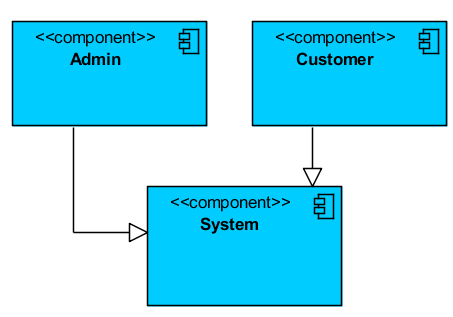 <<component>>
Admin
<<component>>
Customer
<<component>>
System